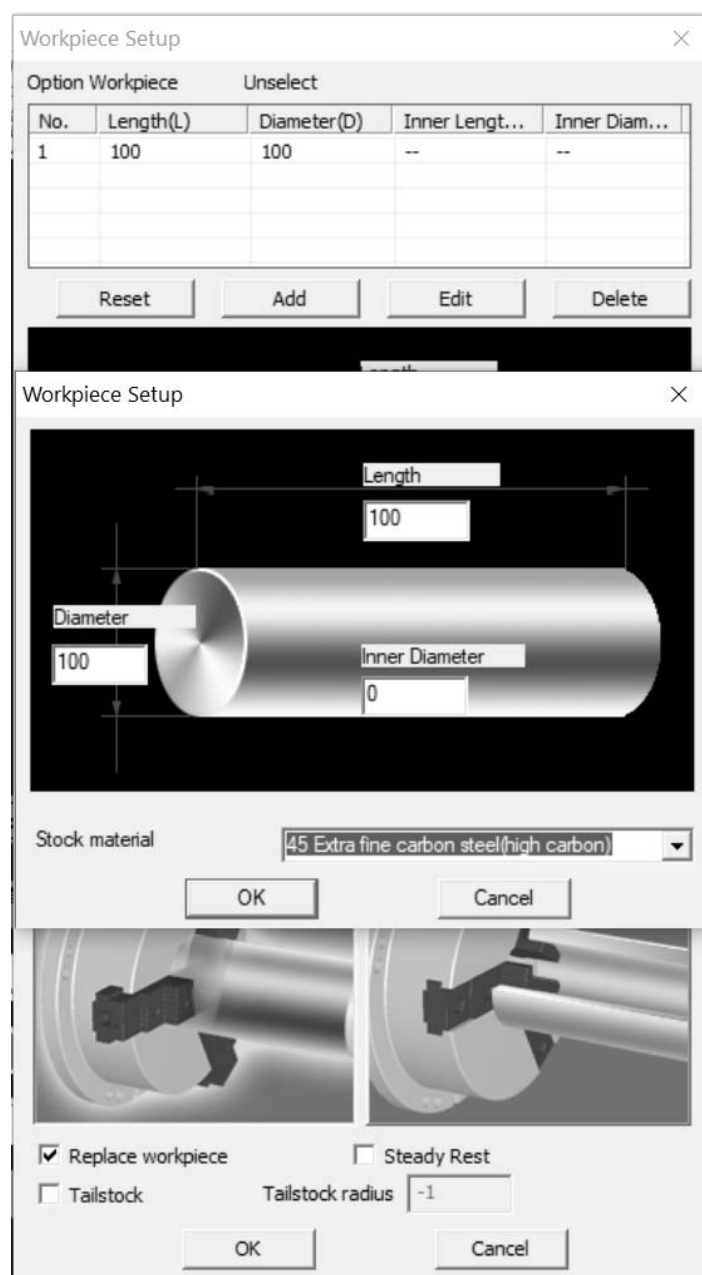 Workpiece Setup
Option Workpiece Unselect
No. Length(L) Diameter(D) Inner Lengt... Inner Diam...
1 100 100 -- --
Reset Add Edit Delete
Workpiece Setup
Length
100
Diameter
100
Inner Diameter
0
Stock material 45 Extra fine carbon steel(high carbon)
OK Cancel
Replace workpiece Steady Rest
Tailstock Tailstock radius -1
OK Cancel